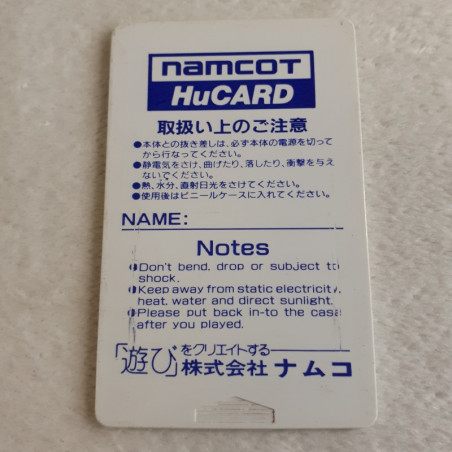 namcot
HuCARD
取扱い上のご注意
●本体との抜き差しは、必ず本体の電源を切って
から行なってください。
●静電気をさけ、曲げたり、落したり、衝撃を与え
ないでください。
●熱、水分、直射日光をさけてください。
●使用後はビニールケースに入れてください。
NAME:
Notes
●Don't bend, drop or subject to
shock.
●Keep away from static electricity,
heat, water and direct sunlight.
●Please put back in-to the casa
after you played.
「遊び」をクリエイトする
株式会社 ナムコ